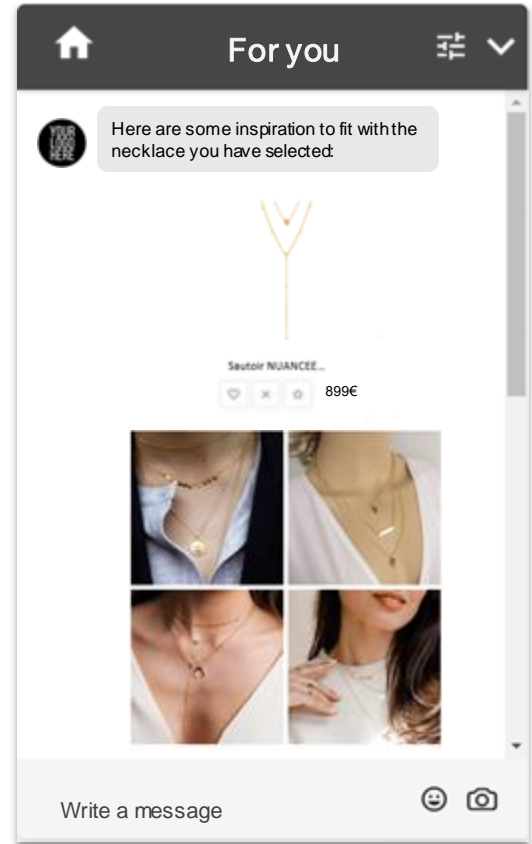 For you
YOUR
LOGO
HERE
Here are some inspiration to fit with the
necklace you have selected:
Sautoir NUANCEE...
899€
Write a message